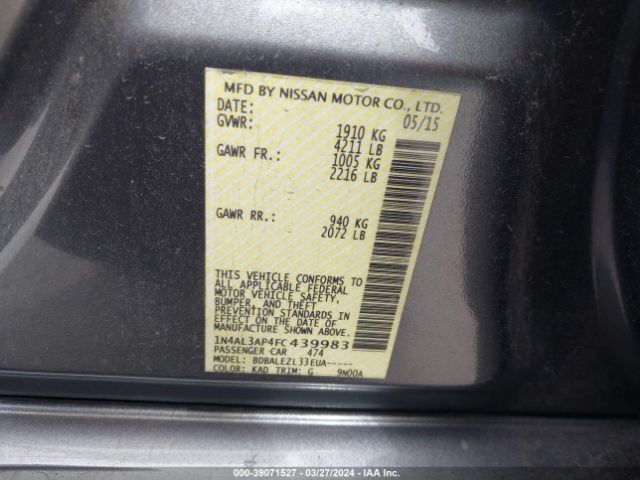 MFD BY NISSAN MOTOR CO., LTD.
DATE: 05/15
GVWR: 1910 KG
4211 LB
GAWR FR.: 1005 KG
2216 LB
GAWR RR.: 940 KG
2072 LB
THIS VEHICLE CONFORMS TO
ALL APPLICABLE FEDERAL
MOTOR VEHICLE SAFETY,
BUMPER, AND THEFT
PREVENTION STANDARDS IN
EFFECT ON THE DATE OF
MANUFACTURE SHOWN ABOVE.
1N4AL3AP4FC439983
PASSENGER CAR 474
MODEL: BDBALEZL33EUA-----
COLOR: KAD TRIM: G 9N00A
000-39071527 | 03/27/2024 | IAA Inc.